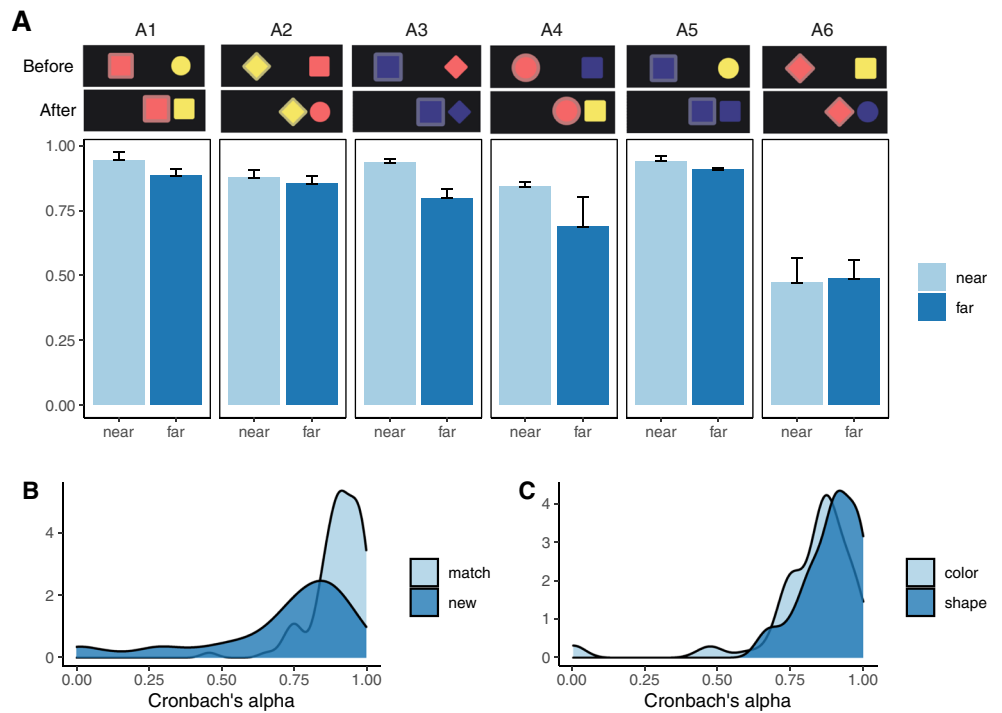 A
A1 A2 A3 A4 A5 A6
Before
After
1.00
0.75
0.50
0.25
0.00
near far near far near far near far near far near far
near
far
B
4
2
0
0.00 0.25 0.50 0.75 1.00
Cronbach's alpha
match
new
C
4
3
2
1
0
0.00 0.25 0.50 0.75 1.00
Cronbach's alpha
color
shape